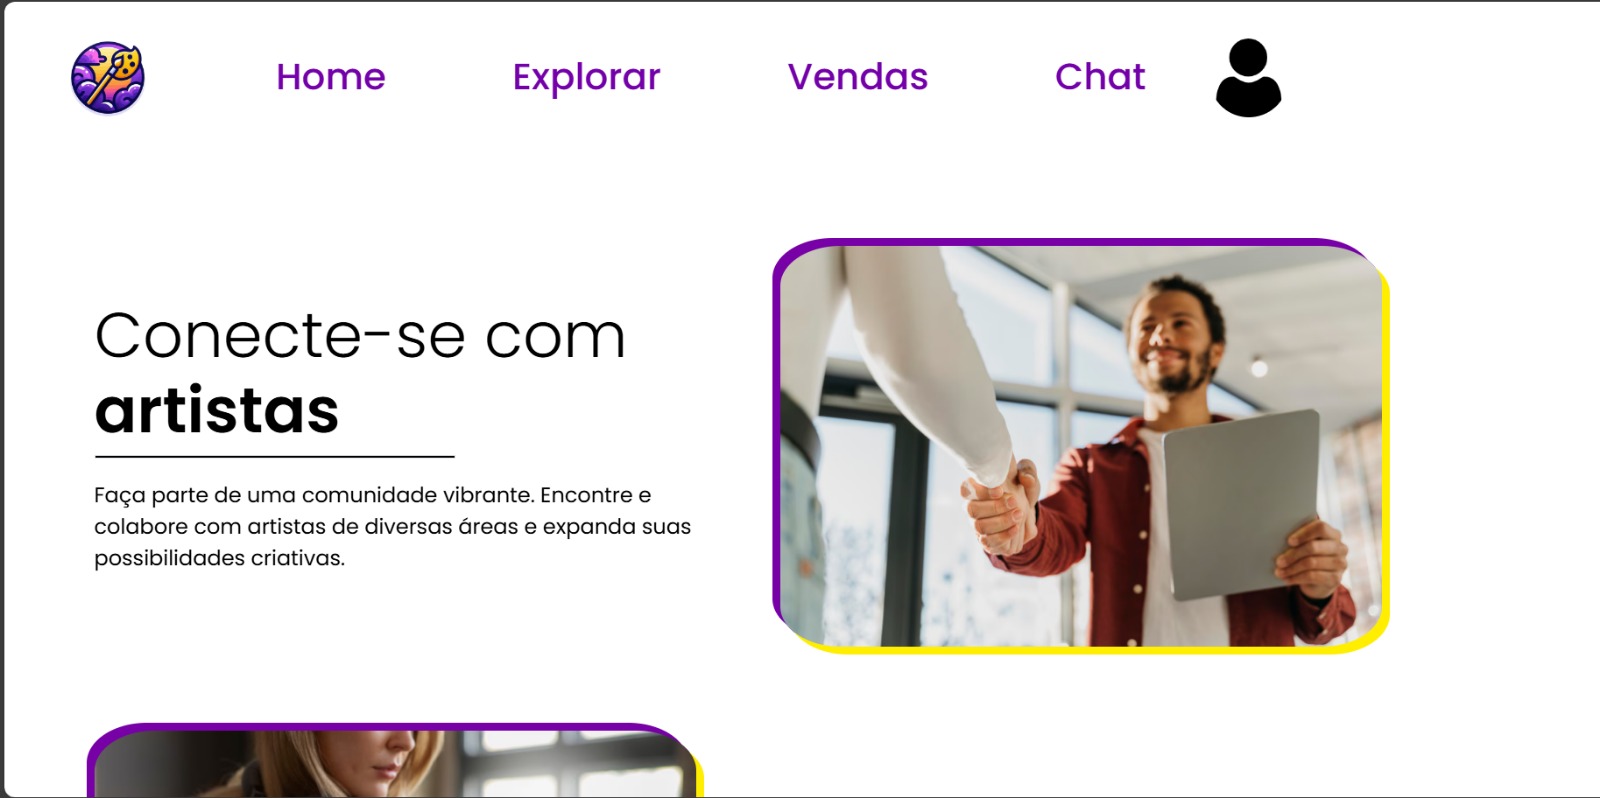 Home Explorar Vendas Chat
Conecte-se com
artistas
Faça parte de uma comunidade vibrante. Encontre e
colabore com artistas de diversas áreas e expanda suas
possibilidades criativas.